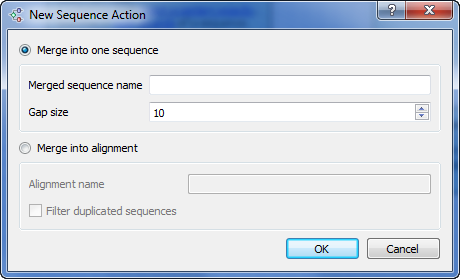 New Sequence Action
Merge into one sequence
Merged sequence name
Gap size 10
Merge into alignment
Alignment name
Filter duplicated sequences
OK Cancel